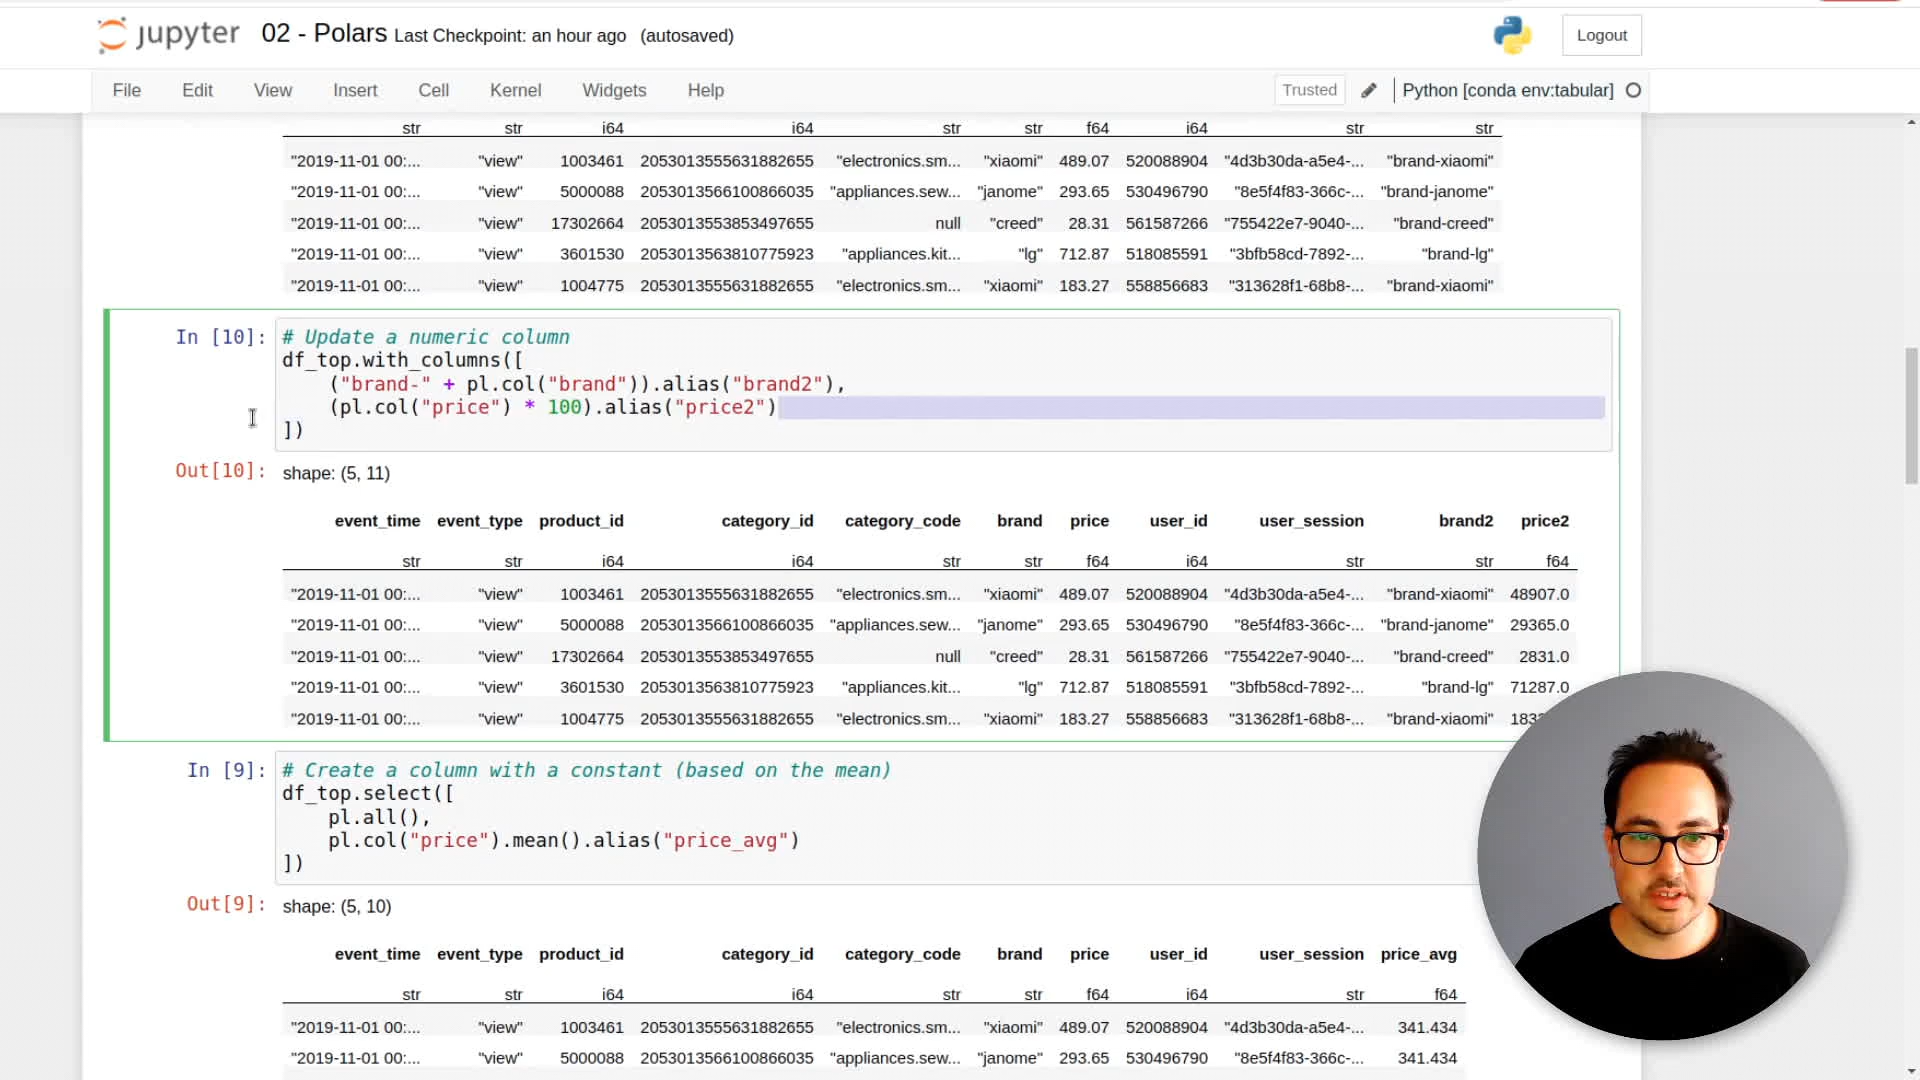 jupyter 02 - Polars Last Checkpoint: an hour ago (autosaved) Logout
File Edit View Insert Cell Kernel Widgets Help Trusted Python [conda env:tabular]
str str i64 i64 str str f64 i64 str str
"2019-11-01 00:... "view" 1003461 2053013555631882655 "electronics.sm... "xiaomi" 489.07 520088904 "4d3b30da-a5e4-... "brand-xiaomi"
"2019-11-01 00:... "view" 5000088 2053013566100866035 "appliances.sew... "janome" 293.65 530496790 "8e5f4f83-366c-... "brand-janome"
"2019-11-01 00:... "view" 17302664 2053013553853497655 null "creed" 28.31 561587266 "755422e7-9040-... "brand-creed"
"2019-11-01 00:... "view" 3601530 2053013563810775923 "appliances.kit... "lg" 712.87 518085591 "3bfb58cd-7892-... "brand-lg"
"2019-11-01 00:... "view" 1004775 2053013555631882655 "electronics.sm... "xiaomi" 183.27 558856683 "313628f1-68b8-... "brand-xiaomi"
In [10]: # Update a numeric column
df_top.with_columns([
("brand-" + pl.col("brand")).alias("brand2"),
(pl.col("price") * 100).alias("price2")
])
Out[10]: shape: (5, 11)
event_time event_type product_id category_id category_code brand price user_id user_session brand2 price2
str str i64 i64 str str f64 i64 str str f64
"2019-11-01 00:... "view" 1003461 2053013555631882655 "electronics.sm... "xiaomi" 489.07 520088904 "4d3b30da-a5e4-... "brand-xiaomi" 48907.0
"2019-11-01 00:... "view" 5000088 2053013566100866035 "appliances.sew... "janome" 293.65 530496790 "8e5f4f83-366c-... "brand-janome" 29365.0
"2019-11-01 00:... "view" 17302664 2053013553853497655 null "creed" 28.31 561587266 "755422e7-9040-... "brand-creed" 2831.0
"2019-11-01 00:... "view" 3601530 2053013563810775923 "appliances.kit... "lg" 712.87 518085591 "3bfb58cd-7892-... "brand-lg" 71287.0
"2019-11-01 00:... "view" 1004775 2053013555631882655 "electronics.sm... "xiaomi" 183.27 558856683 "313628f1-68b8-... "brand-xiaomi"
In [9]: # Create a column with a constant (based on the mean)
df_top.select([
pl.all(),
pl.col("price").mean().alias("price_avg")
])
Out[9]: shape: (5, 10)
event_time event_type product_id category_id category_code brand price user_id user_session price_avg
str str i64 i64 str str f64 i64 str f64
"2019-11-01 00:... "view" 1003461 2053013555631882655 "electronics.sm... "xiaomi" 489.07 520088904 "4d3b30da-a5e4-... 341.434
"2019-11-01 00:... "view" 5000088 2053013566100866035 "appliances.sew... "janome" 293.65 530496790 "8e5f4f83-366c-... 341.434